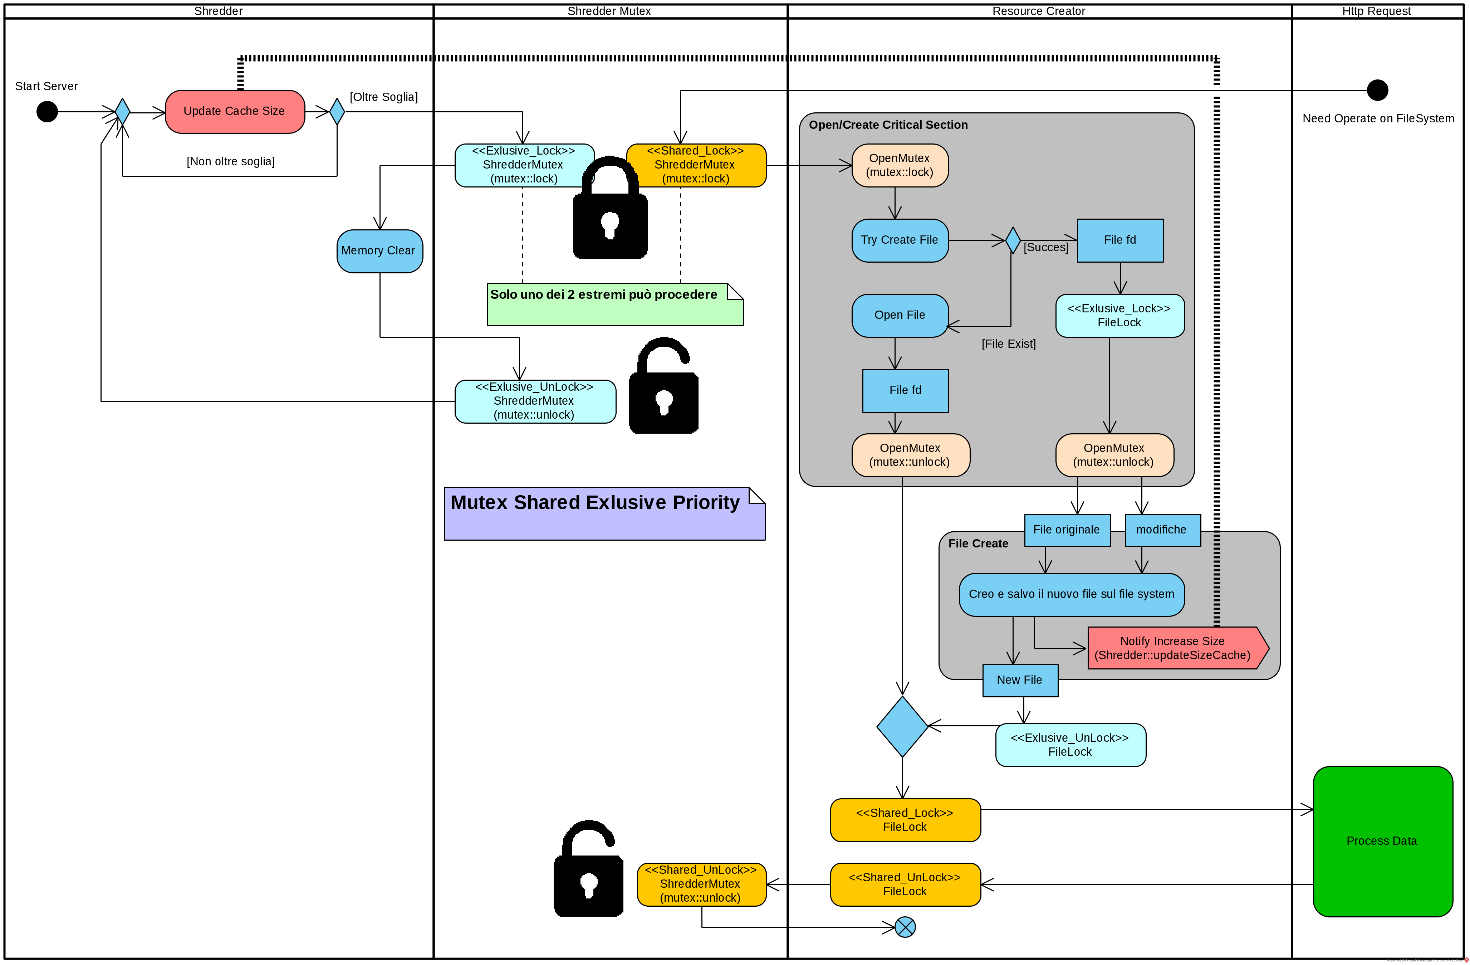 Shredder
Shredder Mutex
Resource Creator
Http Request
Start Server
Update Cache Size
[Oltre Soglia]
[Non oltre soglia]
<<Exlusive_Lock>>
ShredderMutex
(mutex::lock)
<<Shared_Lock>>
ShredderMutex
(mutex::lock)
Need Operate on FileSystem
Open/Create Critical Section
OpenMutex
(mutex::lock)
Memory Clear
Try Create File
[Succes]
File fd
Solo uno dei 2 estremi può procedere
Open File
<<Exlusive_Lock>>
FileLock
[File Exist]
File fd
<<Exlusive_UnLock>>
ShredderMutex
(mutex::unlock)
OpenMutex
(mutex::unlock)
OpenMutex
(mutex::unlock)
Mutex Shared Exlusive Priority
File originale
modifiche
File Create
Creo e salvo il nuovo file sul file system
Notify Increase Size
(Shredder::updateSizeCache)
New File
<<Exlusive_UnLock>>
FileLock
<<Shared_Lock>>
FileLock
Process Data
<<Shared_UnLock>>
ShredderMutex
(mutex::unlock)
<<Shared_UnLock>>
FileLock